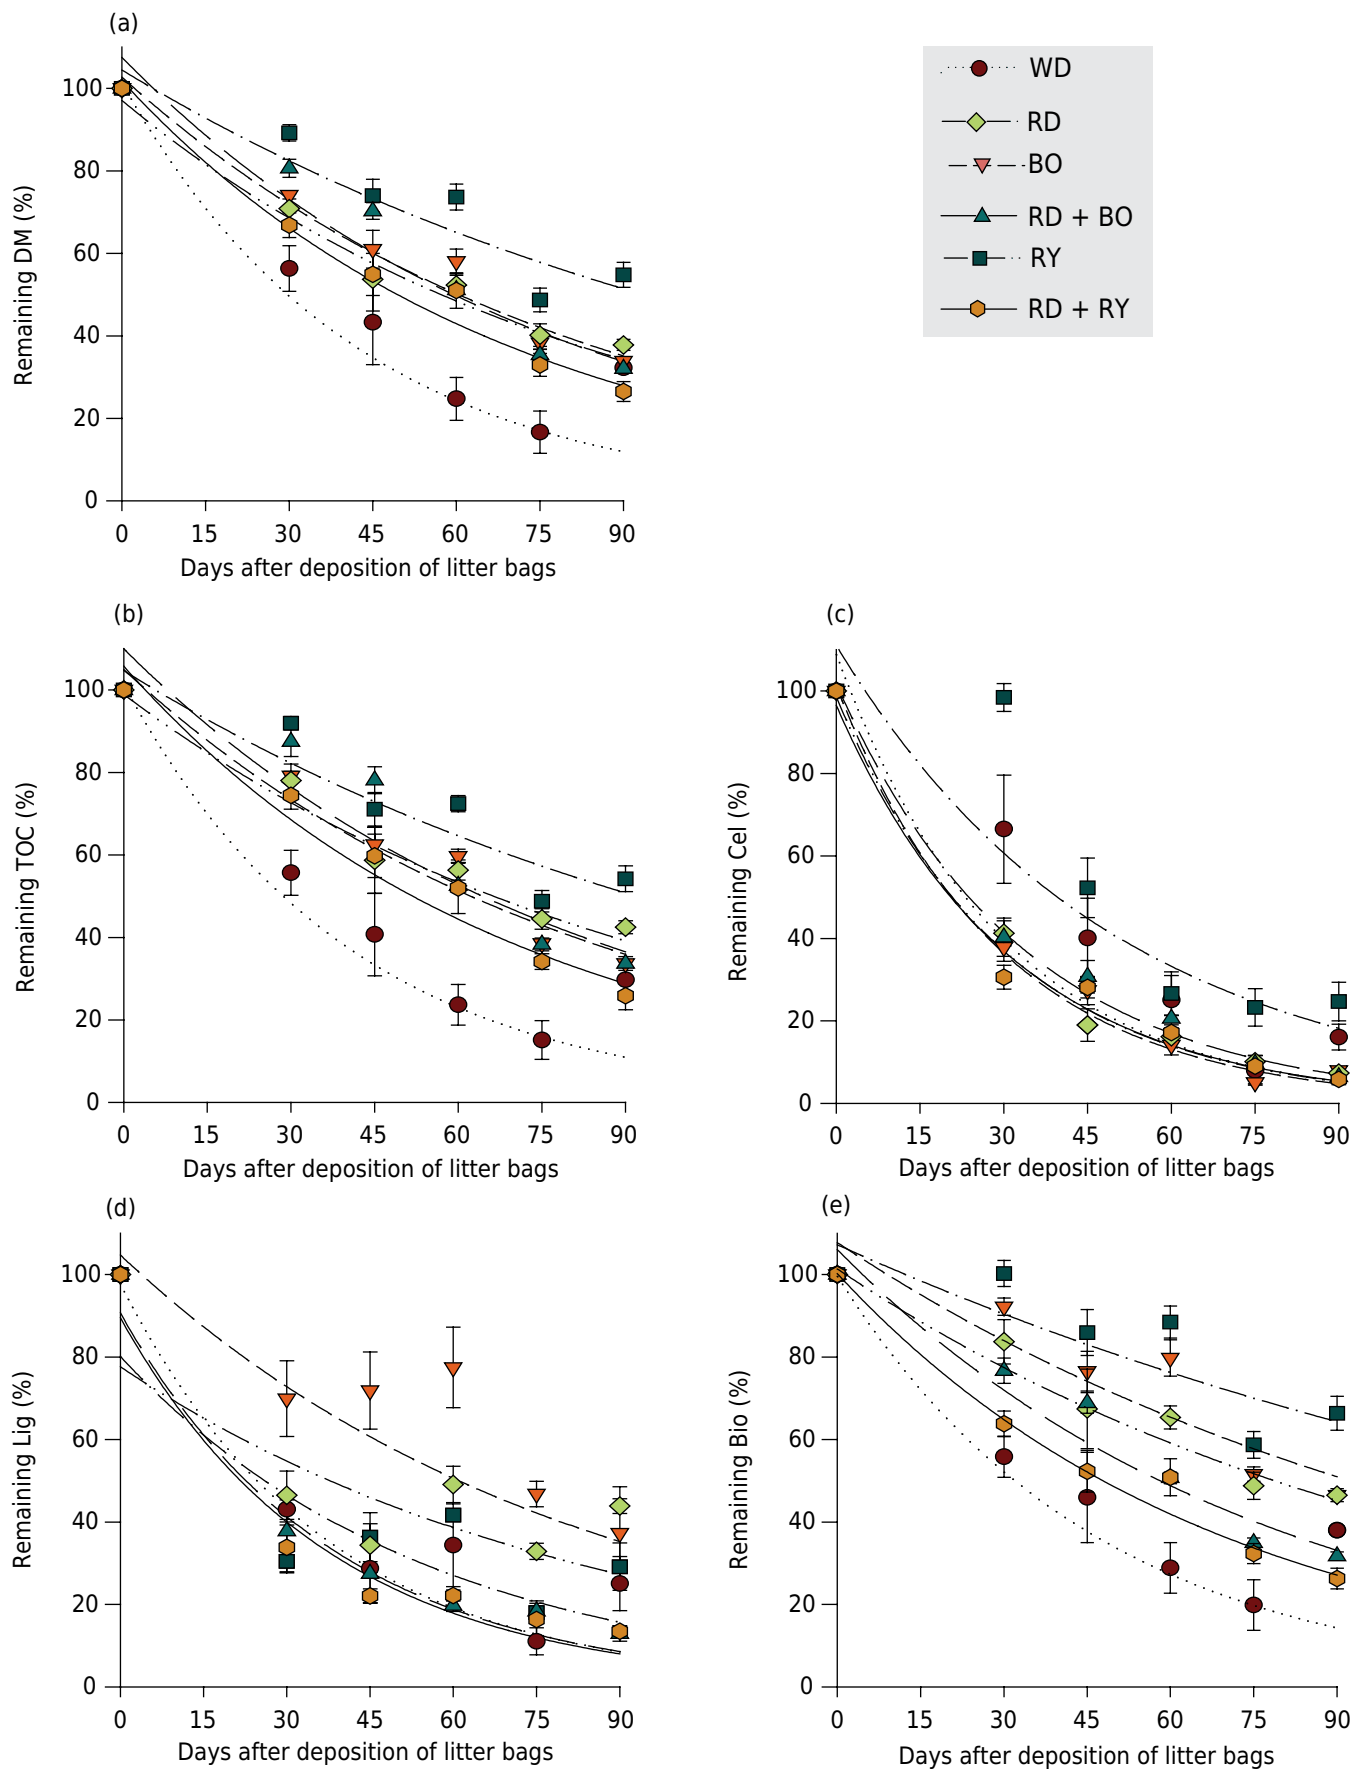 (a)
Remaining DM (%)
100
80
60
40
20
0
0 15 30 45 60 75 90
Days after deposition of litter bags
WD
RD
BO
RD + BO
RY
RD + RY
(b)
Remaining TOC (%)
100
80
60
40
20
0
0 15 30 45 60 75 90
Days after deposition of litter bags
(c)
Remaining Cel (%)
100
80
60
40
20
0
0 15 30 45 60 75 90
Days after deposition of litter bags
(d)
Remaining Lig (%)
100
80
60
40
20
0
0 15 30 45 60 75 90
Days after deposition of litter bags
(e)
Remaining Bio (%)
100
80
60
40
20
0
0 15 30 45 60 75 90
Days after deposition of litter bags